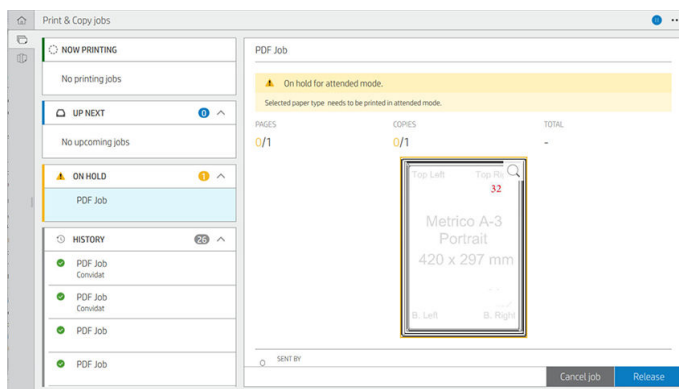 Print & Copy jobs
NOW PRINTING
No printing jobs
UP NEXT
0
No upcoming jobs
ON HOLD
1
PDF Job
HISTORY
26
PDF Job
Convidat
PDF Job
Convidat
PDF Job
PDF Job
PDF Job
On hold for attended mode.
Selected paper type needs to be printed in attended mode.
PAGES
COPIES
TOTAL
0/1
0/1
-
Top Left
32
Metrico A-3
Portrait
420 x 297 mm
B. Left
B. Right
SENT BY
Cancel job
Release